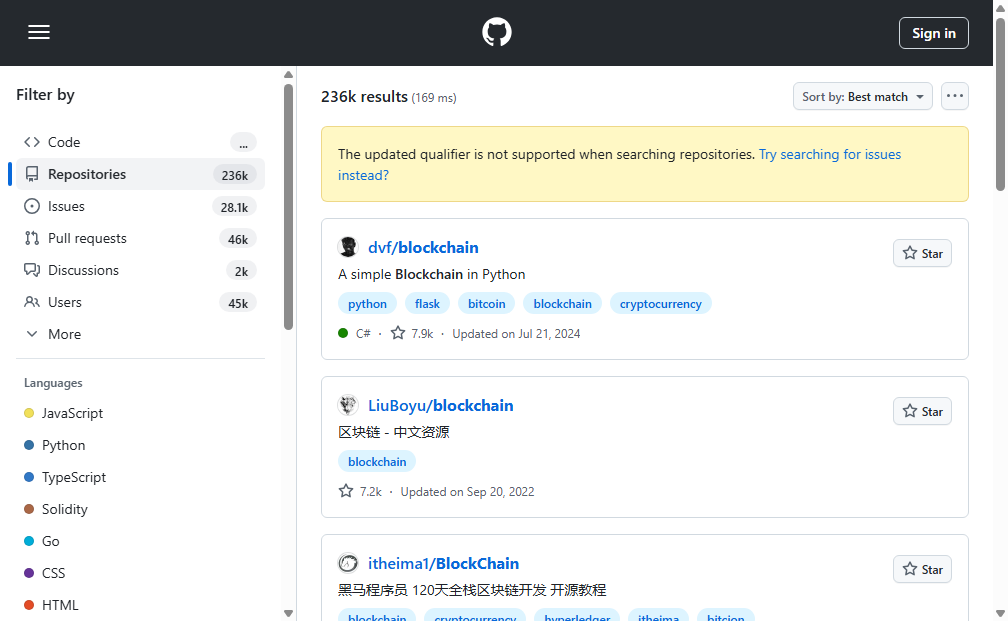 Sign in
Filter by
Code
...
Repositories
236k
Issues
28.1k
Pull requests
46k
Discussions
2k
Users
45k
More
Languages
JavaScript
Python
TypeScript
Solidity
Go
CSS
HTML
236k results (169 ms)
Sort by: Best match
The updated qualifier is not supported when searching repositories. Try searching for issues
instead?
dvf/blockchain
Star
A simple Blockchain in Python
python flask bitcoin blockchain cryptocurrency
C# · 7.9k · Updated on Jul 21, 2024
LiuBoyu/blockchain
Star
区块链 - 中文资源
blockchain
7.2k · Updated on Sep 20, 2022
itheima1/BlockChain
Star
黑马程序员 120天全栈区块链开发 开源教程
blockchain cryptocurrency hyperledger itheima bitcion